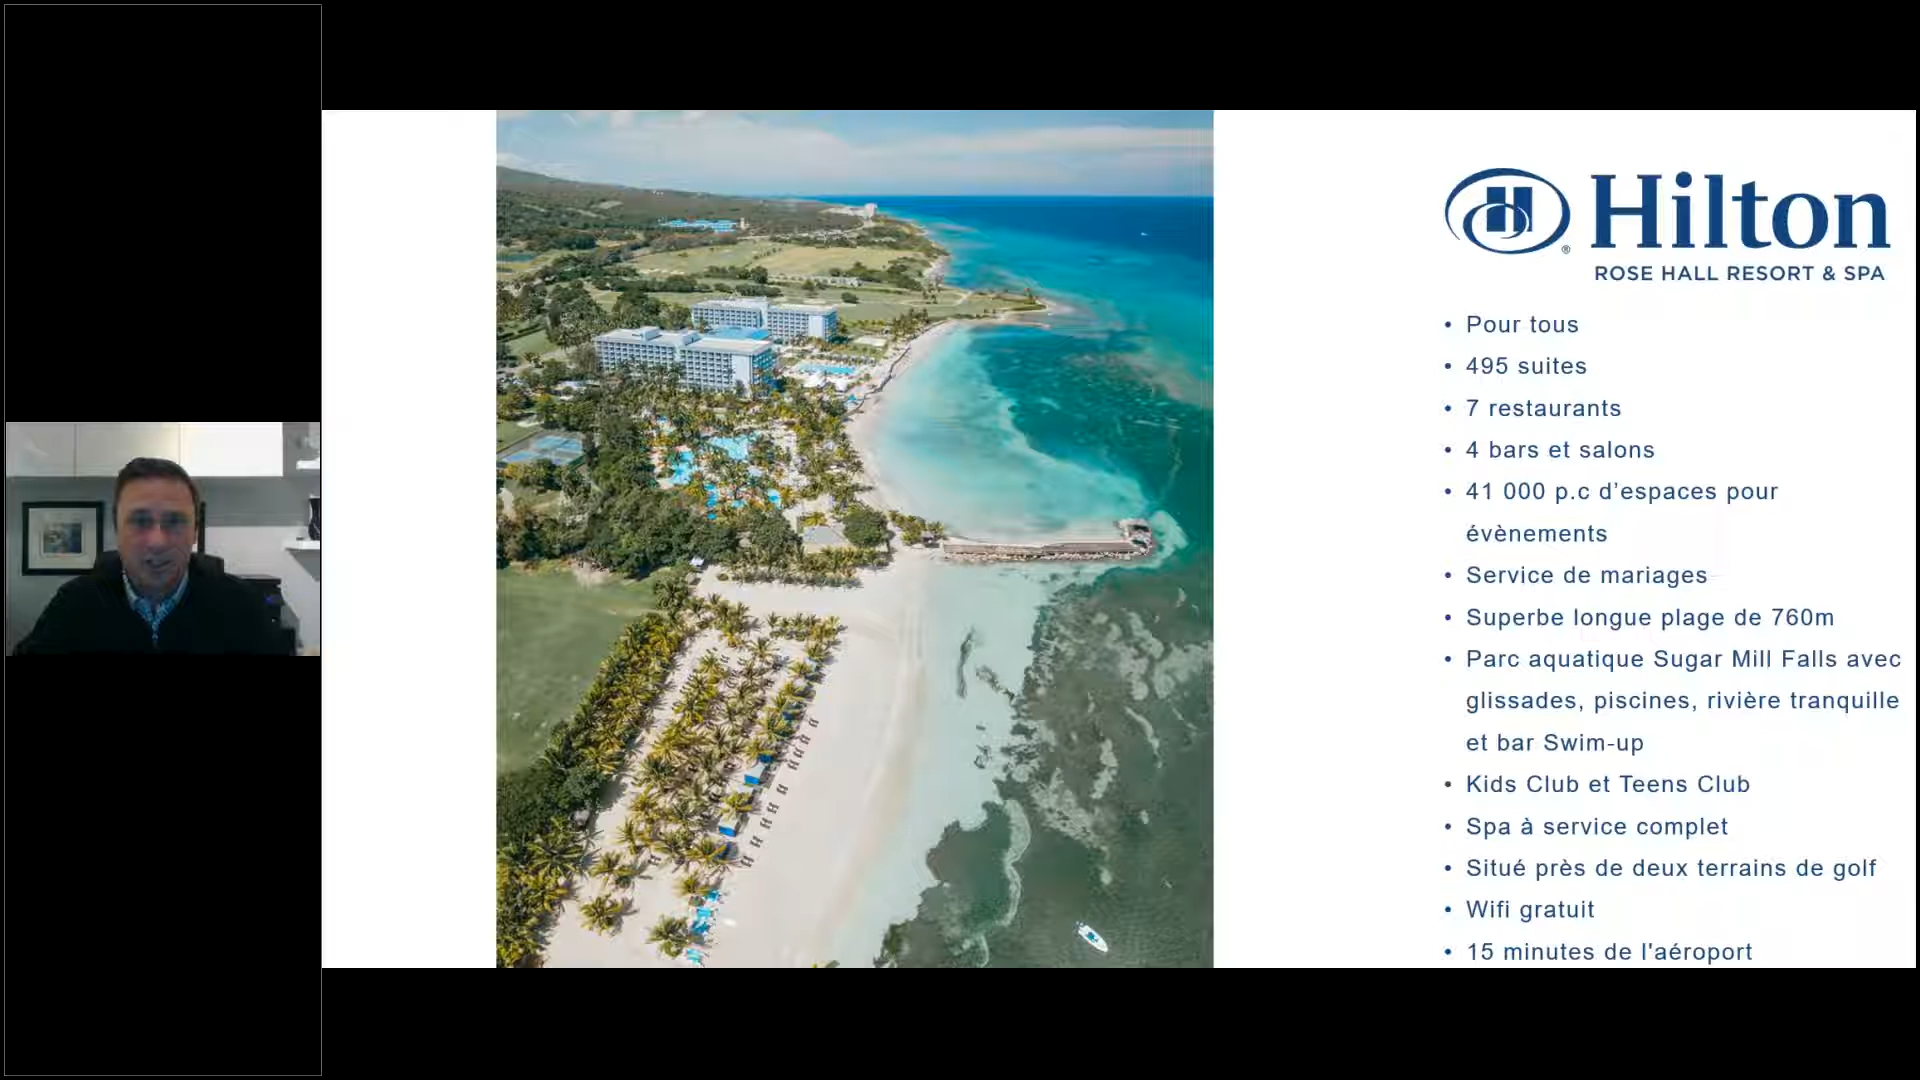 Hilton
®
ROSE HALL RESORT & SPA
• Pour tous
• 495 suites
• 7 restaurants
• 4 bars et salons
• 41 000 p.c d’espaces pour
évènements
• Service de mariages
• Superbe longue plage de 760m
• Parc aquatique Sugar Mill Falls avec
glissades, piscines, rivière tranquille
et bar Swim-up
• Kids Club et Teens Club
• Spa à service complet
• Situé près de deux terrains de golf
• Wifi gratuit
• 15 minutes de l'aéroport